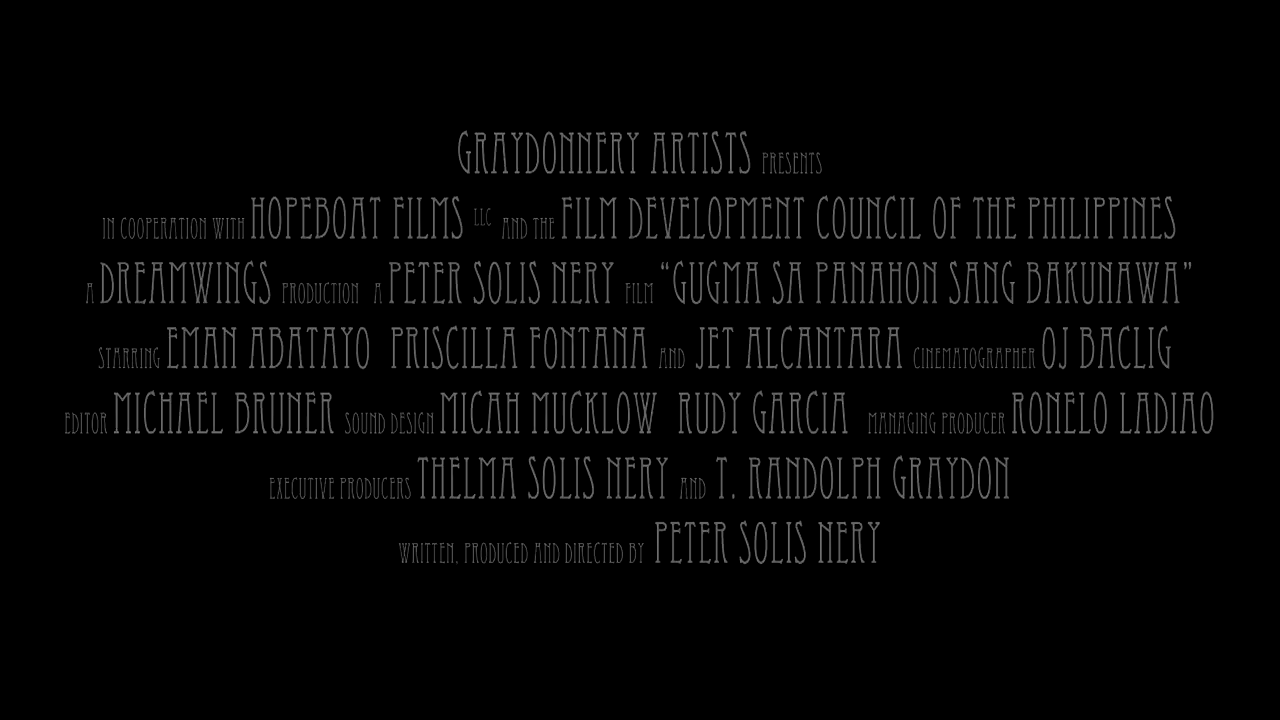 GRAYDONNERY ARTISTS PRESENTS
IN COOPERATION WITH HOPEBOAT FILMS LLC AND THE FILM DEVELOPMENT COUNCIL OF THE PHILIPPINES
A DREAMWINGS PRODUCTION A PETER SOLIS NERY FILM “GUGMA SA PANAHON SANG BAKUNAWA”
STARRING EMAN ABATAYO PRISCILLA FONTANA AND JET ALCANTARA CINEMATOGRAPHER OJ BACLIG
EDITOR MICHAEL BRUNER SOUND DESIGN MICAH MUCKLOW RUDY GARCIA MANAGING PRODUCER RONELO LADIAO
EXECUTIVE PRODUCERS THELMA SOLIS NERY AND T. RANDOLPH GRAYDON
WRITTEN, PRODUCED AND DIRECTED BY PETER SOLIS NERY